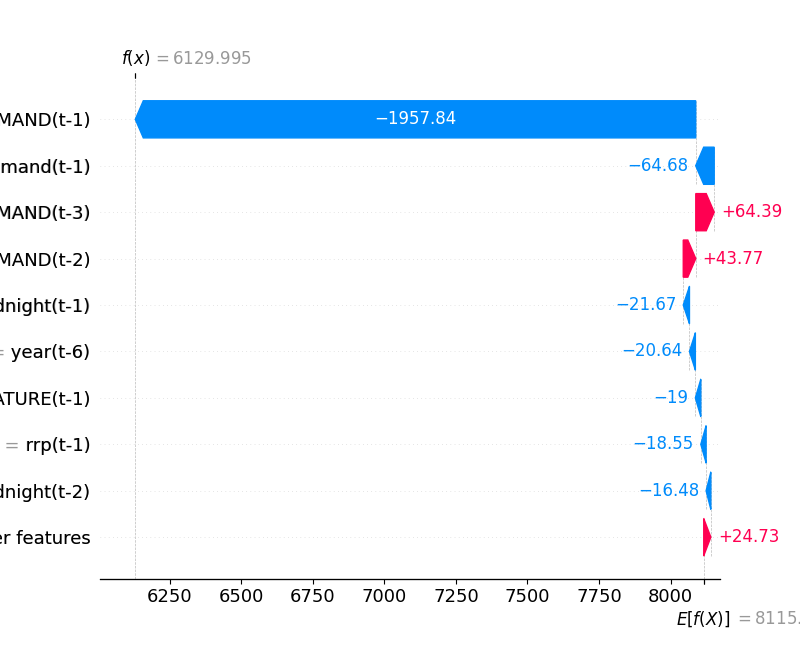 f(x) = 6129.995
MAND(t-1)
−1957.84
mand(t-1)
−64.68
MAND(t-3)
+64.39
MAND(t-2)
+43.77
dnight(t-1)
−21.67
= year(t-6)
−20.64
ATURE(t-1)
−19
= rrp(t-1)
−18.55
dnight(t-2)
−16.48
er features
+24.73
6250 6500 6750 7000 7250 7500 7750 8000
E[f(X)] = 8115.